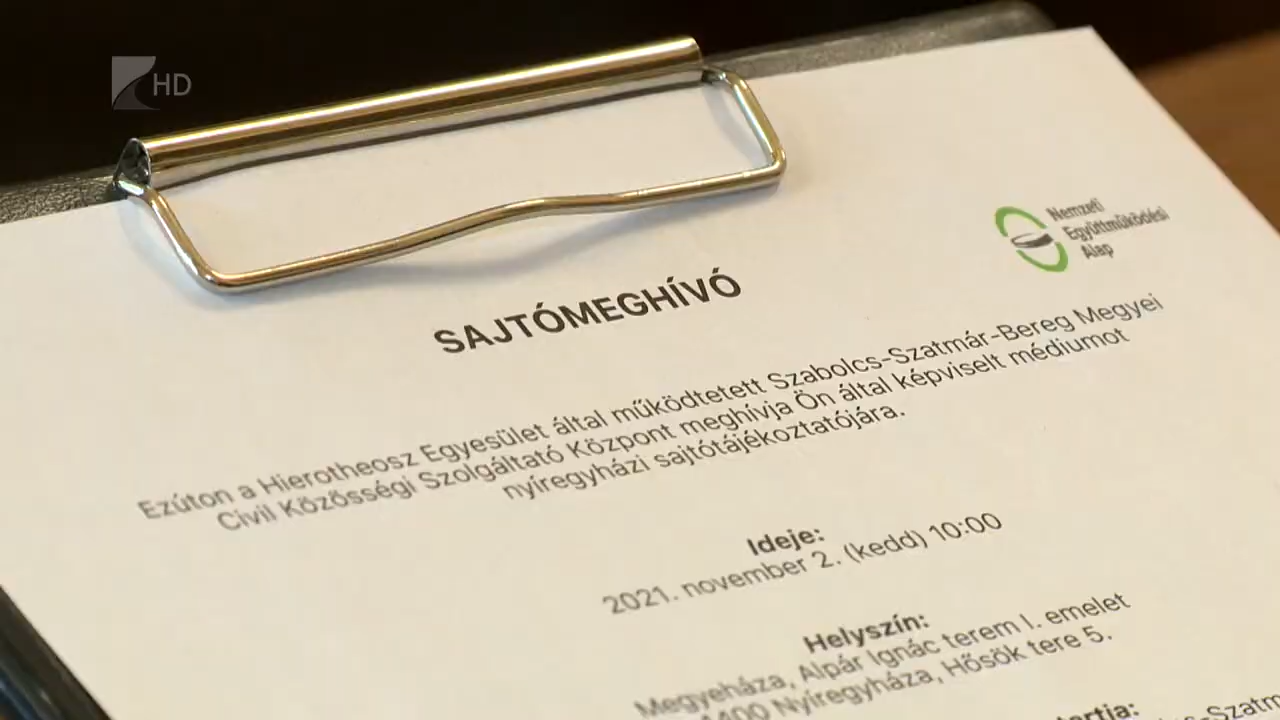 HD
Nemzeti
Együttműködési
Alap
SAJTÓMEGHÍVÓ
Ezúton a Hierotheosz Egyesület által működtetett Szabolcs-Szatmár-Bereg Megyei
Civil Közösségi Szolgáltató Központ meghívja Ön által képviselt médiumot
nyíregyházi sajtótájékoztatójára.
Ideje:
2021. november 2. (kedd) 10:00
Helyszín:
Megyeháza, Alpár Ignác terem I. emelet
4400 Nyíregyháza, Hősök tere 5.